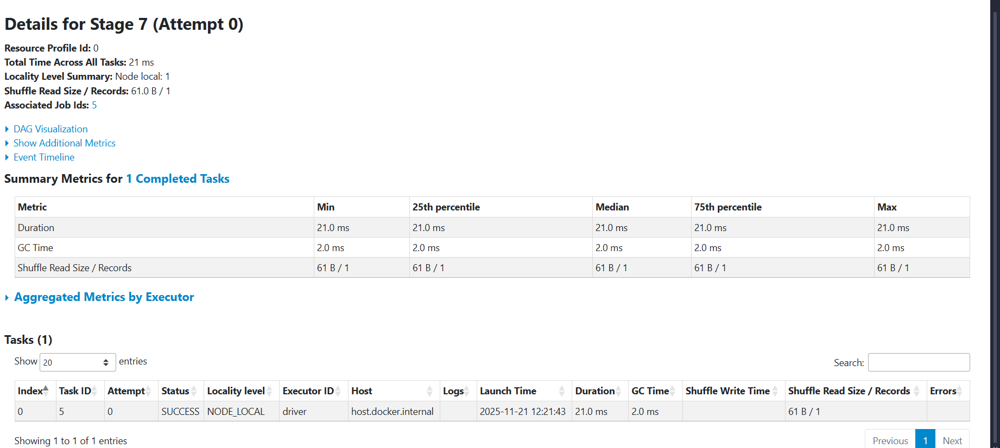 Details for Stage 7 (Attempt 0)
Resource Profile Id: 0
Total Time Across All Tasks: 21 ms
Locality Level Summary: Node local: 1
Shuffle Read Size / Records: 61.0 B / 1
Associated Job Ids: 5
DAG Visualization
Show Additional Metrics
Event Timeline
Summary Metrics for 1 Completed Tasks
Metric Min 25th percentile Median 75th percentile Max
Duration 21.0 ms 21.0 ms 21.0 ms 21.0 ms 21.0 ms
GC Time 2.0 ms 2.0 ms 2.0 ms 2.0 ms 2.0 ms
Shuffle Read Size / Records 61 B / 1 61 B / 1 61 B / 1 61 B / 1 61 B / 1
Aggregated Metrics by Executor
Tasks (1)
Show 20 entries Search:
Index Task ID Attempt Status Locality level Executor ID Host Logs Launch Time Duration GC Time Shuffle Write Time Shuffle Read Size / Records Errors
0 5 0 SUCCESS NODE_LOCAL driver host.docker.internal 2025-11-21 12:21:43 21.0 ms 2.0 ms 61 B / 1
Showing 1 to 1 of 1 entries Previous 1 Next